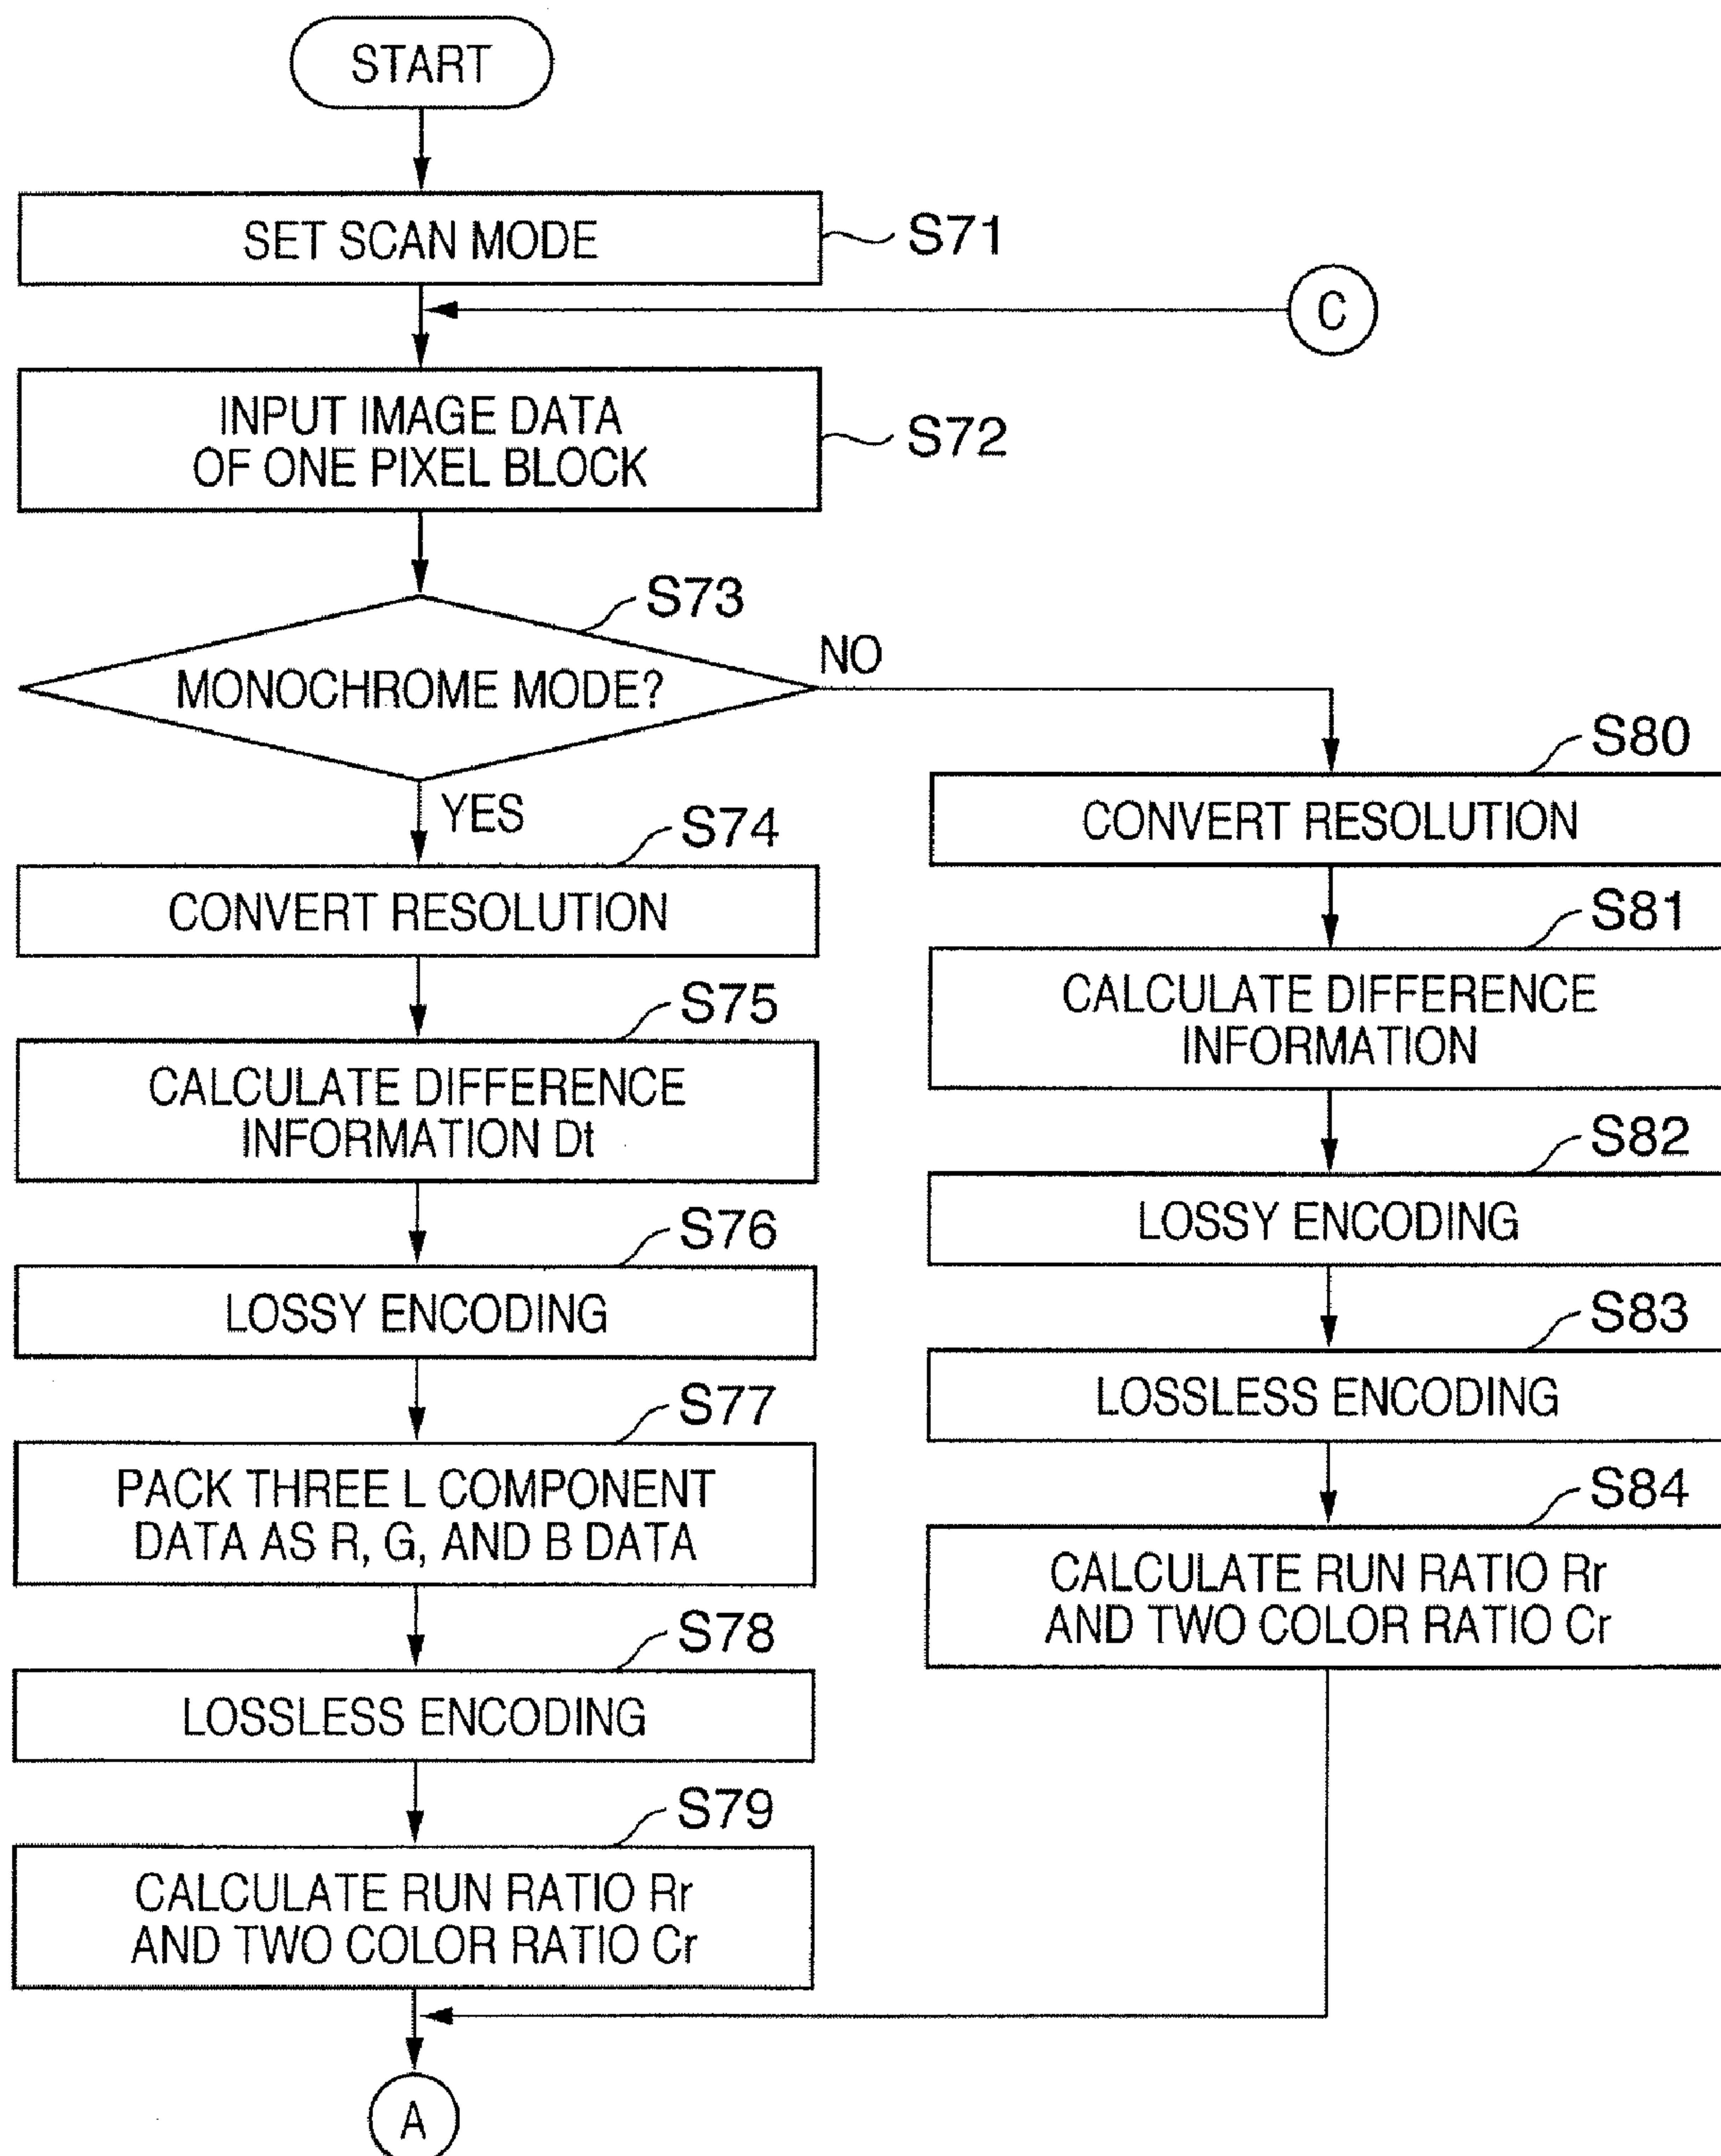 START
SET SCAN MODE
S71
C
INPUT IMAGE DATA
OF ONE PIXEL BLOCK
S72
S73
MONOCHROME MODE?
NO
YES
S74
CONVERT RESOLUTION
S75
CALCULATE DIFFERENCE
INFORMATION Dt
S76
LOSSY ENCODING
S77
PACK THREE L COMPONENT
DATA AS R, G, AND B DATA
S78
LOSSLESS ENCODING
S79
CALCULATE RUN RATIO Rr
AND TWO COLOR RATIO Cr
S80
CONVERT RESOLUTION
S81
CALCULATE DIFFERENCE
INFORMATION
S82
LOSSY ENCODING
S83
LOSSLESS ENCODING
S84
CALCULATE RUN RATIO Rr
AND TWO COLOR RATIO Cr
A